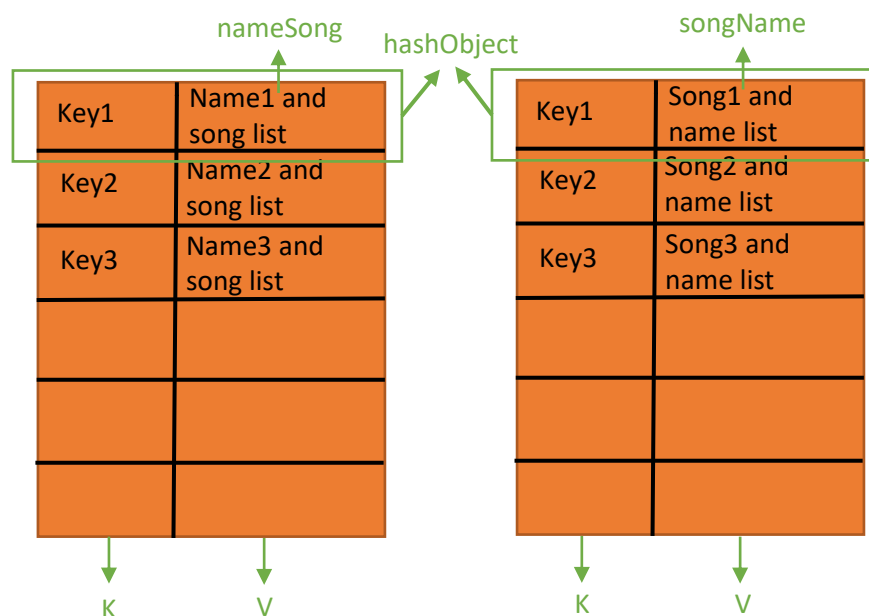 nameSong
hashObject
songName
Key1
Name1 and
song list
Key2
Name2 and
song list
Key3
Name3 and
song list
K
V
Key1
Song1 and
name list
Key2
Song2 and
name list
Key3
Song3 and
name list
K
V